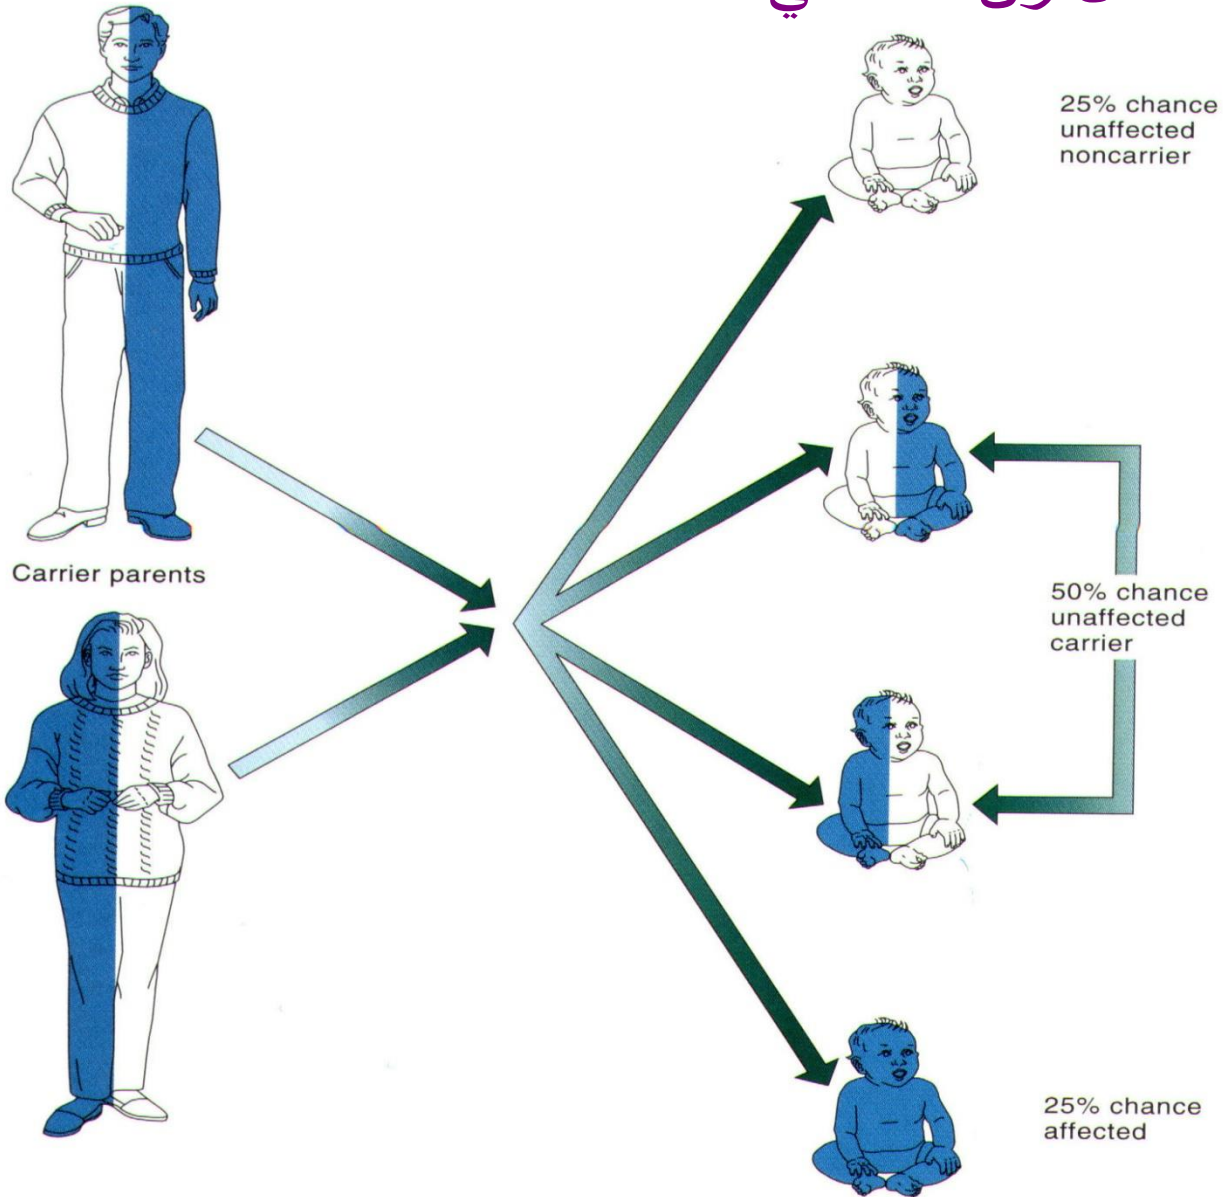 25% chance
unaffected
noncarrier
Carrier parents
50% chance
unaffected
carrier
25% chance
affected